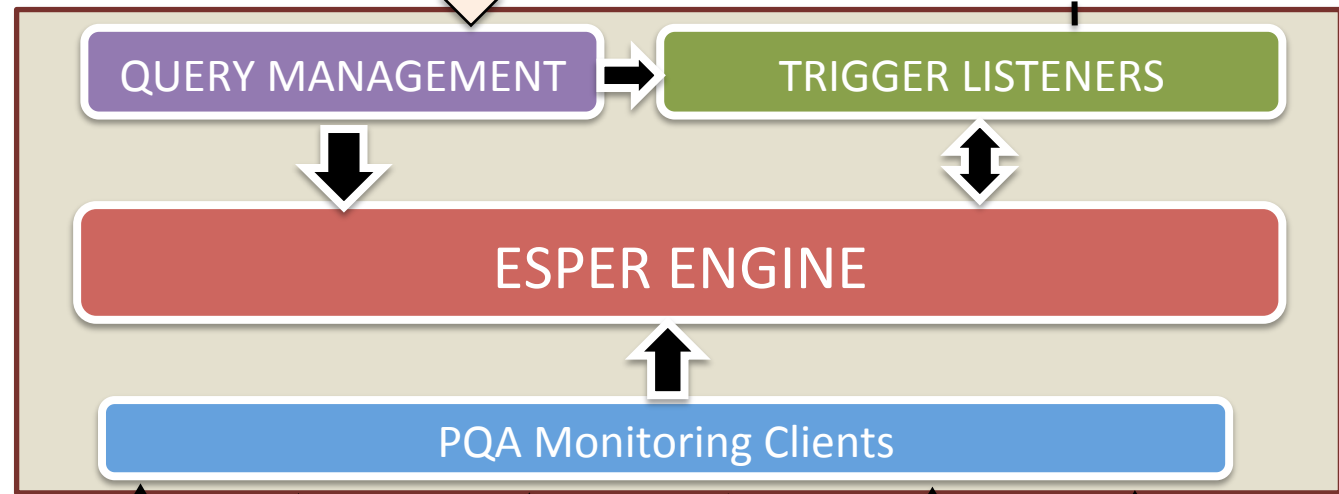 QUERY MANAGEMENT
TRIGGER LISTENERS
ESPER ENGINE
PQA Monitoring Clients